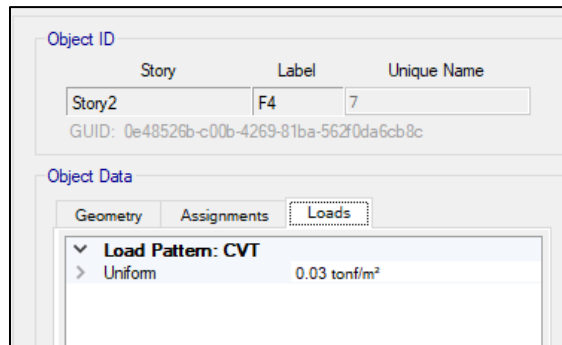 Object ID
Story Label Unique Name
Story2 F4 7
GUID: 0e48526b-c00b-4269-81ba-562f0da6cb8c
Object Data
Geometry Assignments Loads
Load Pattern: CVT
Uniform 0.03 tonf/m²